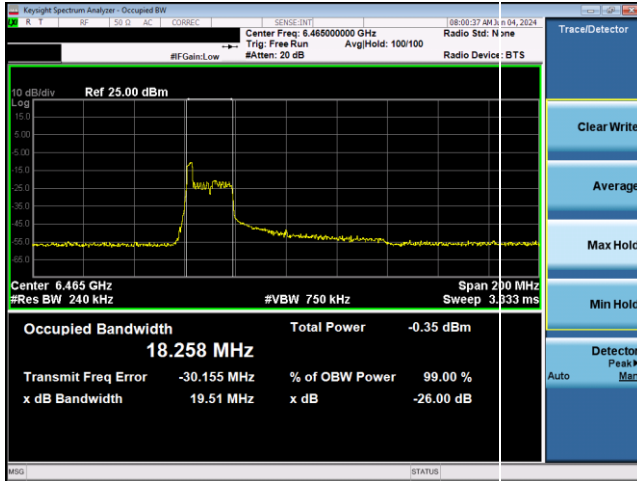 Keysight Spectrum Analyzer - Occupied BW
R T RF 50 Ω AC CORREC SENSE:INT 08:00:37 AM Jun 04, 2024
Center Freq: 6.465000000 GHz Radio Std: None
Trig: Free Run Avg|Hold: 100/100
#IFGain:Low #Atten: 20 dB Radio Device: BTS
Trace/Detector
10 dB/div Ref 25.00 dBm
Log
15.0
5.00
-5.00
-15.0
-25.0
-35.0
-45.0
-55.0
-65.0
Center 6.465 GHz Span 200 MHz
#Res BW 240 kHz #VBW 750 kHz Sweep 3.333 ms
Occupied Bandwidth Total Power -0.35 dBm
18.258 MHz
Transmit Freq Error -30.155 MHz % of OBW Power 99.00 %
x dB Bandwidth 19.51 MHz x dB -26.00 dB
Clear Write
Average
Max Hold
Min Hold
Detector
Peak
Auto Man
MSG STATUS